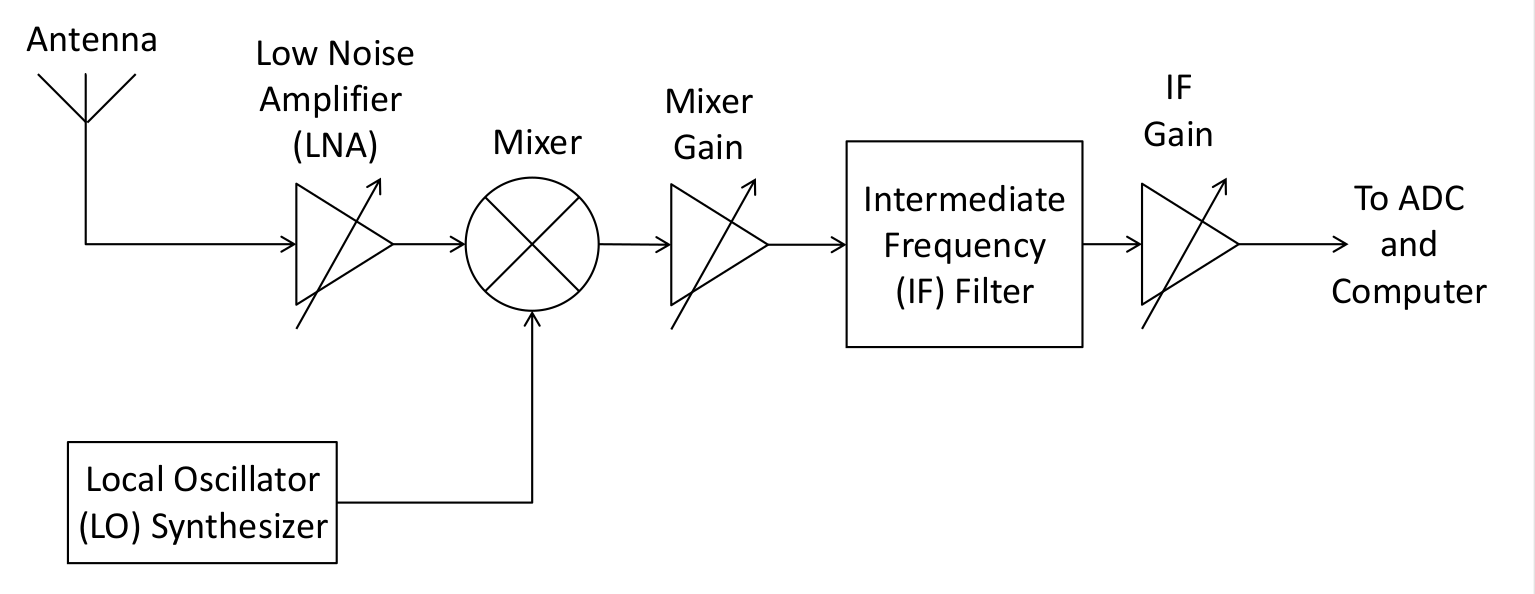 Antenna
Low Noise
Amplifier
(LNA)
Mixer
Mixer
Gain
Intermediate
Frequency
(IF) Filter
IF
Gain
To ADC
and
Computer
Local Oscillator
(LO) Synthesizer